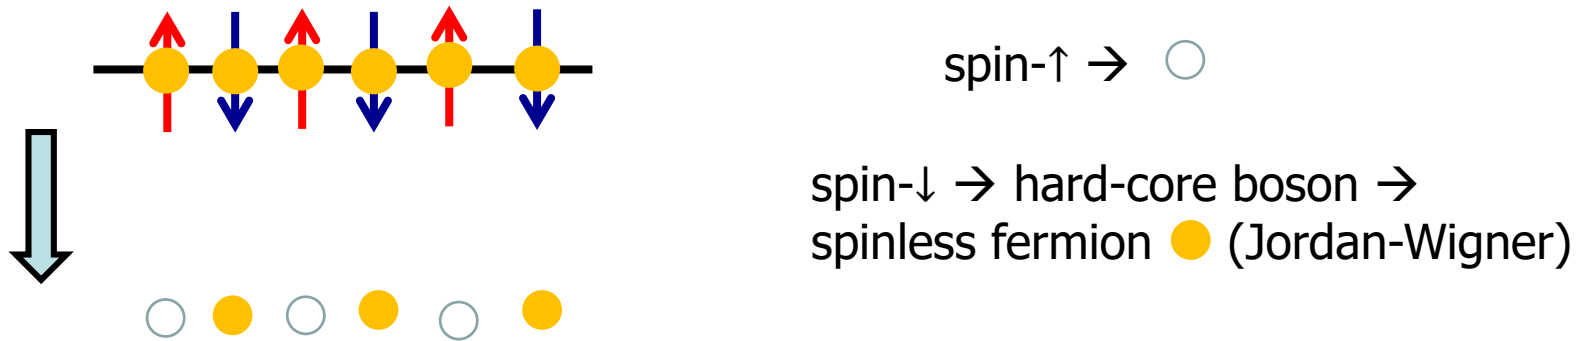 spin-↑ →
spin-↓ → hard-core boson →
spinless fermion (Jordan-Wigner)